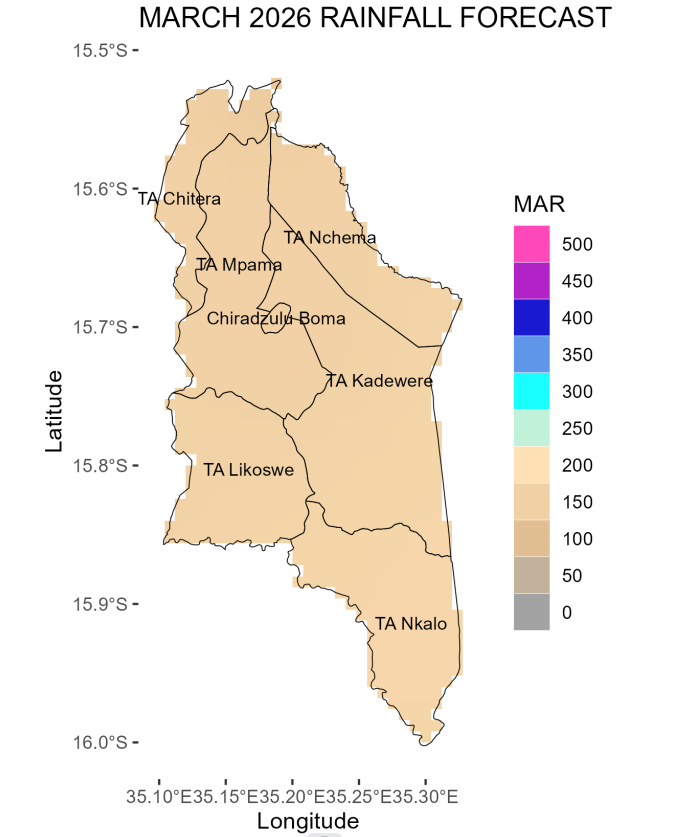 MARCH 2026 RAINFALL FORECAST
15.5°S
15.6°S
15.7°S
15.8°S
15.9°S
16.0°S
Latitude
TA Chitera
TA Nchema
TA Mpama
Chiradzulu Boma
TA Kadewere
TA Likoswe
TA Nkalo
35.10°E35.15°E35.20°E35.25°E35.30°E
Longitude
MAR
500
450
400
350
300
250
200
150
100
50
0